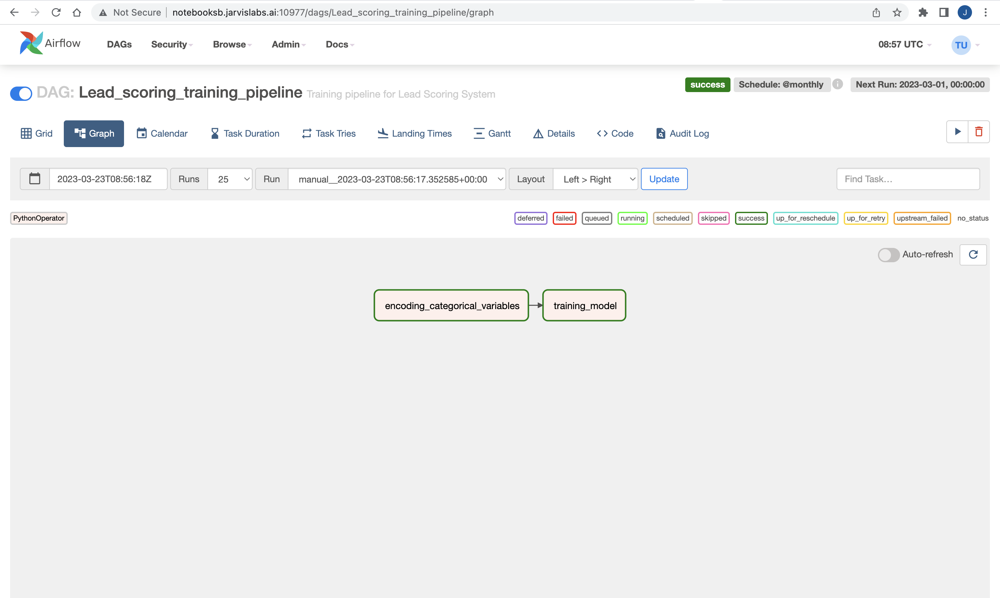 Not Secure notebooksb.jarvislabs.ai:10977/dags/Lead_scoring_training_pipeline/graph J
Airflow DAGs Security Browse Admin Docs 08:57 UTC TU
success Schedule: @monthly i Next Run: 2023-03-01, 00:00:00
DAG: Lead_scoring_training_pipeline Training pipeline for Lead Scoring System
Grid Graph Calendar Task Duration Task Tries Landing Times Gantt Details Code Audit Log
2023-03-23T08:56:18Z Runs 25 Run manual__2023-03-23T08:56:17.352585+00:00 Layout Left > Right Update Find Task...
PythonOperator deferred failed queued running scheduled skipped success up_for_reschedule up_for_retry upstream_failed no_status
Auto-refresh
encoding_categorical_variables training_model